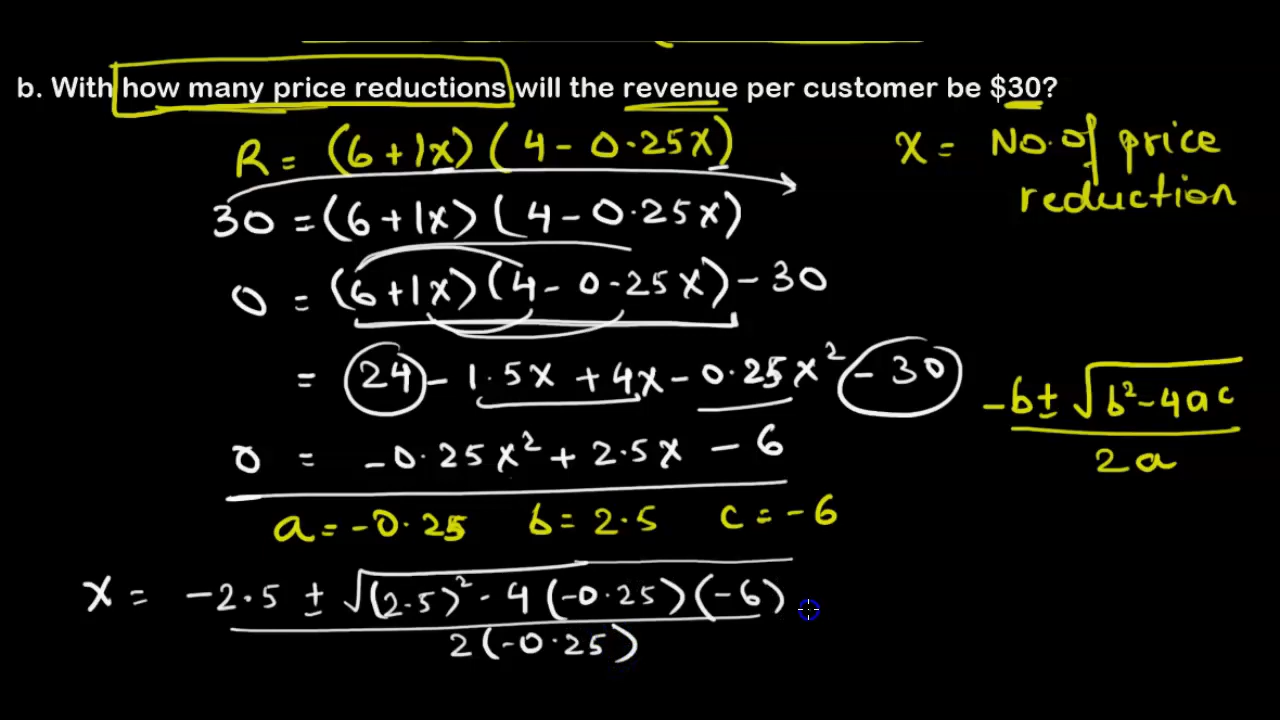 b. With how many price reductions will the revenue per customer be $30?
R = (6+1x)(4-0.25x)
x = No. of price reduction
30 = (6+1x)(4-0.25x)
0 = (6+1x)(4-0.25x)-30
= 24 - 1.5x + 4x - 0.25x² - 30
-b ± √(b²-4ac) / 2a
0 = -0.25x² + 2.5x - 6
a = -0.25 b = 2.5 c = -6
x = -2.5 ± √((2.5)² - 4(-0.25)(-6)) / 2(-0.25)